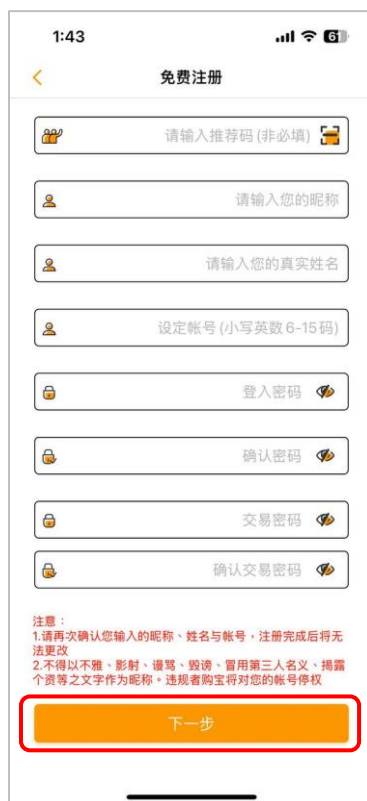 1:43
61
免费注册
请输入推荐码(非必填)
请输入您的昵称
请输入您的真实姓名
设定帐号(小写英数6-15码)
登入密码
确认密码
交易密码
确认交易密码
注意：
1.请再次确认您输入的昵称、姓名与帐号，注册完成后将无
法更改
2.不得以不雅、影射、谩骂、毁谤、冒用第三人名义、揭露
个资等之文字作为昵称。违规者购宝将对您的帐号停权
下一步